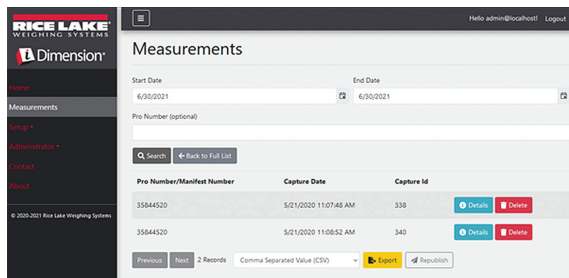 RICE LAKE
WEIGHING SYSTEMS
iDimension
Home
Measurements
Setup
Administrator
Contact
About
© 2020-2021 Rice Lake Weighing Systems
Hello admin@localhost! Logout
Measurements
Start Date End Date
6/30/2021 6/30/2021
Pro Number (optional)
Search Back to Full List
Pro Number/Manifest Number Capture Date Capture Id
35844520 5/21/2020 11:07:48 AM 338 Details Delete
35844520 5/21/2020 11:08:52 AM 340 Details Delete
Previous Next 2 Records Comma Separated Value (CSV) Export Republish